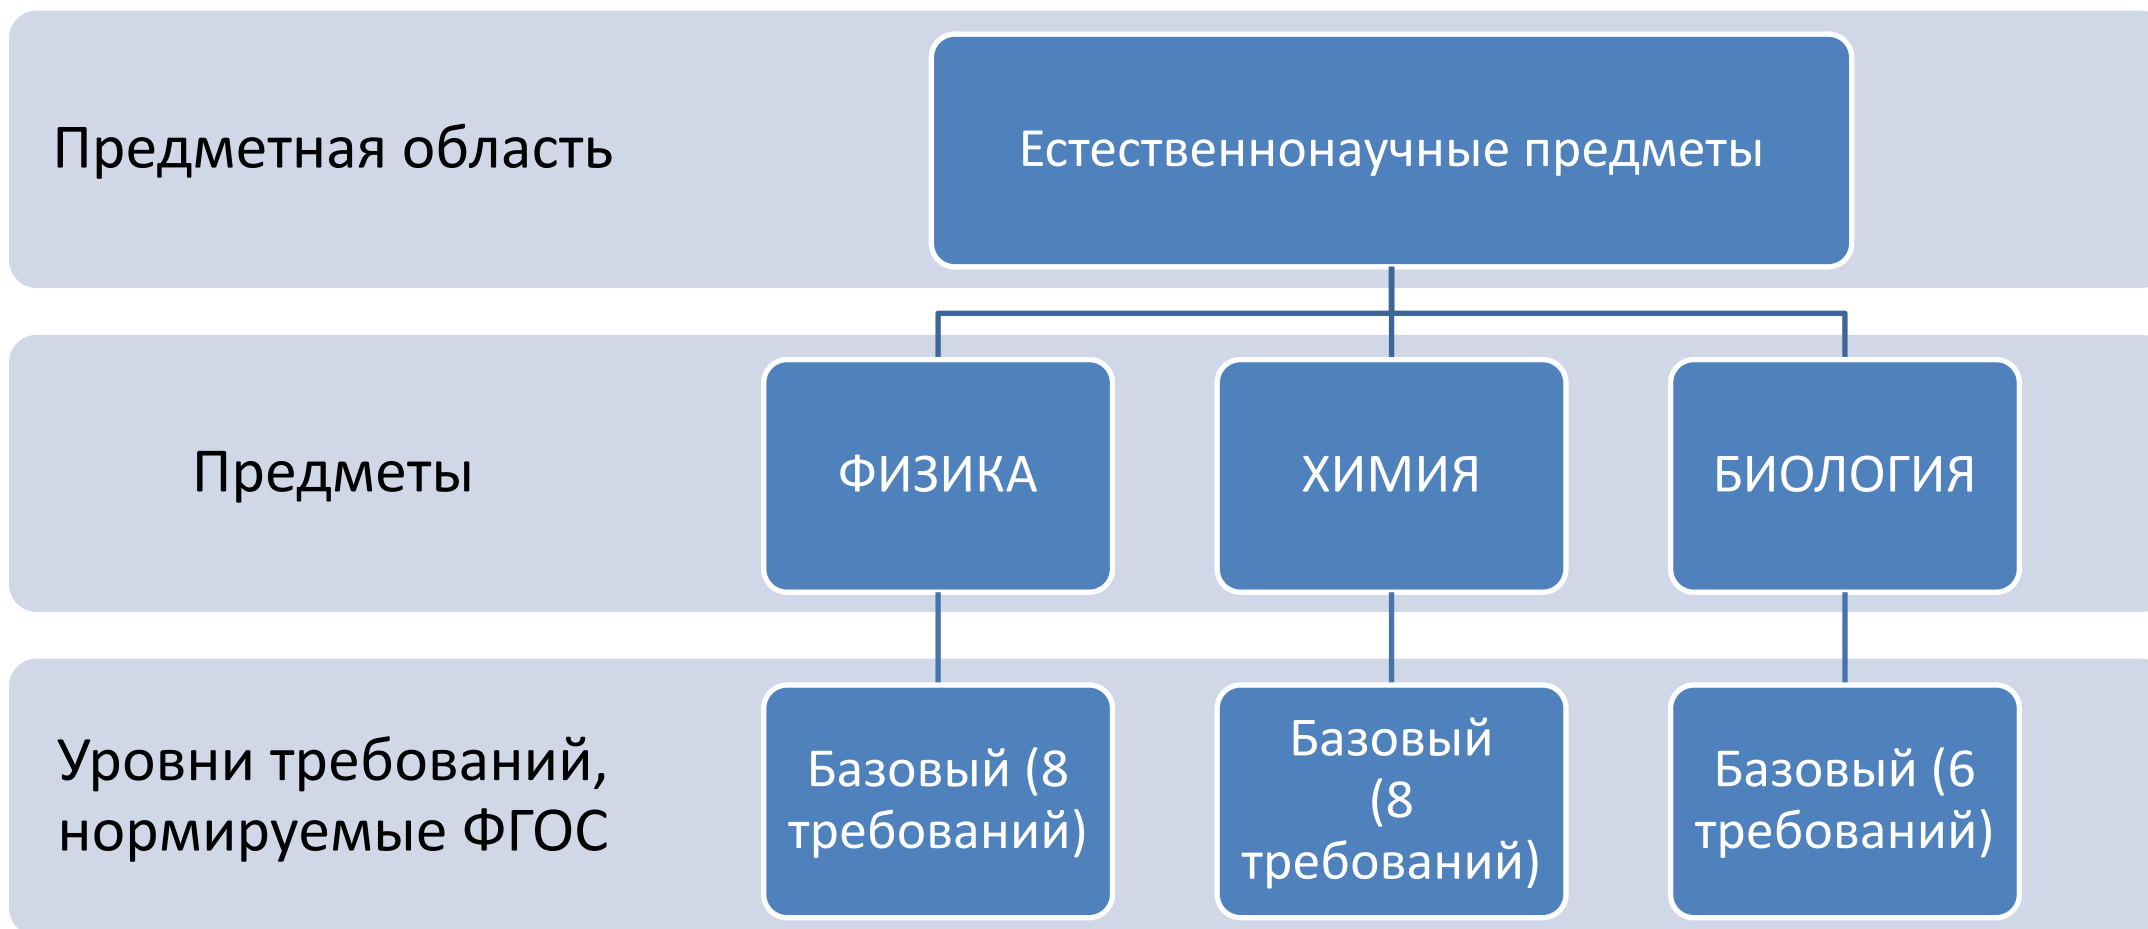 Предметная область
Естественнонаучные предметы
Предметы
ФИЗИКА
ХИМИЯ
БИОЛОГИЯ
Уровни требований,
нормируемые ФГОС
Базовый (8
требований)
Базовый
(8
требований)
Базовый (6
требований)